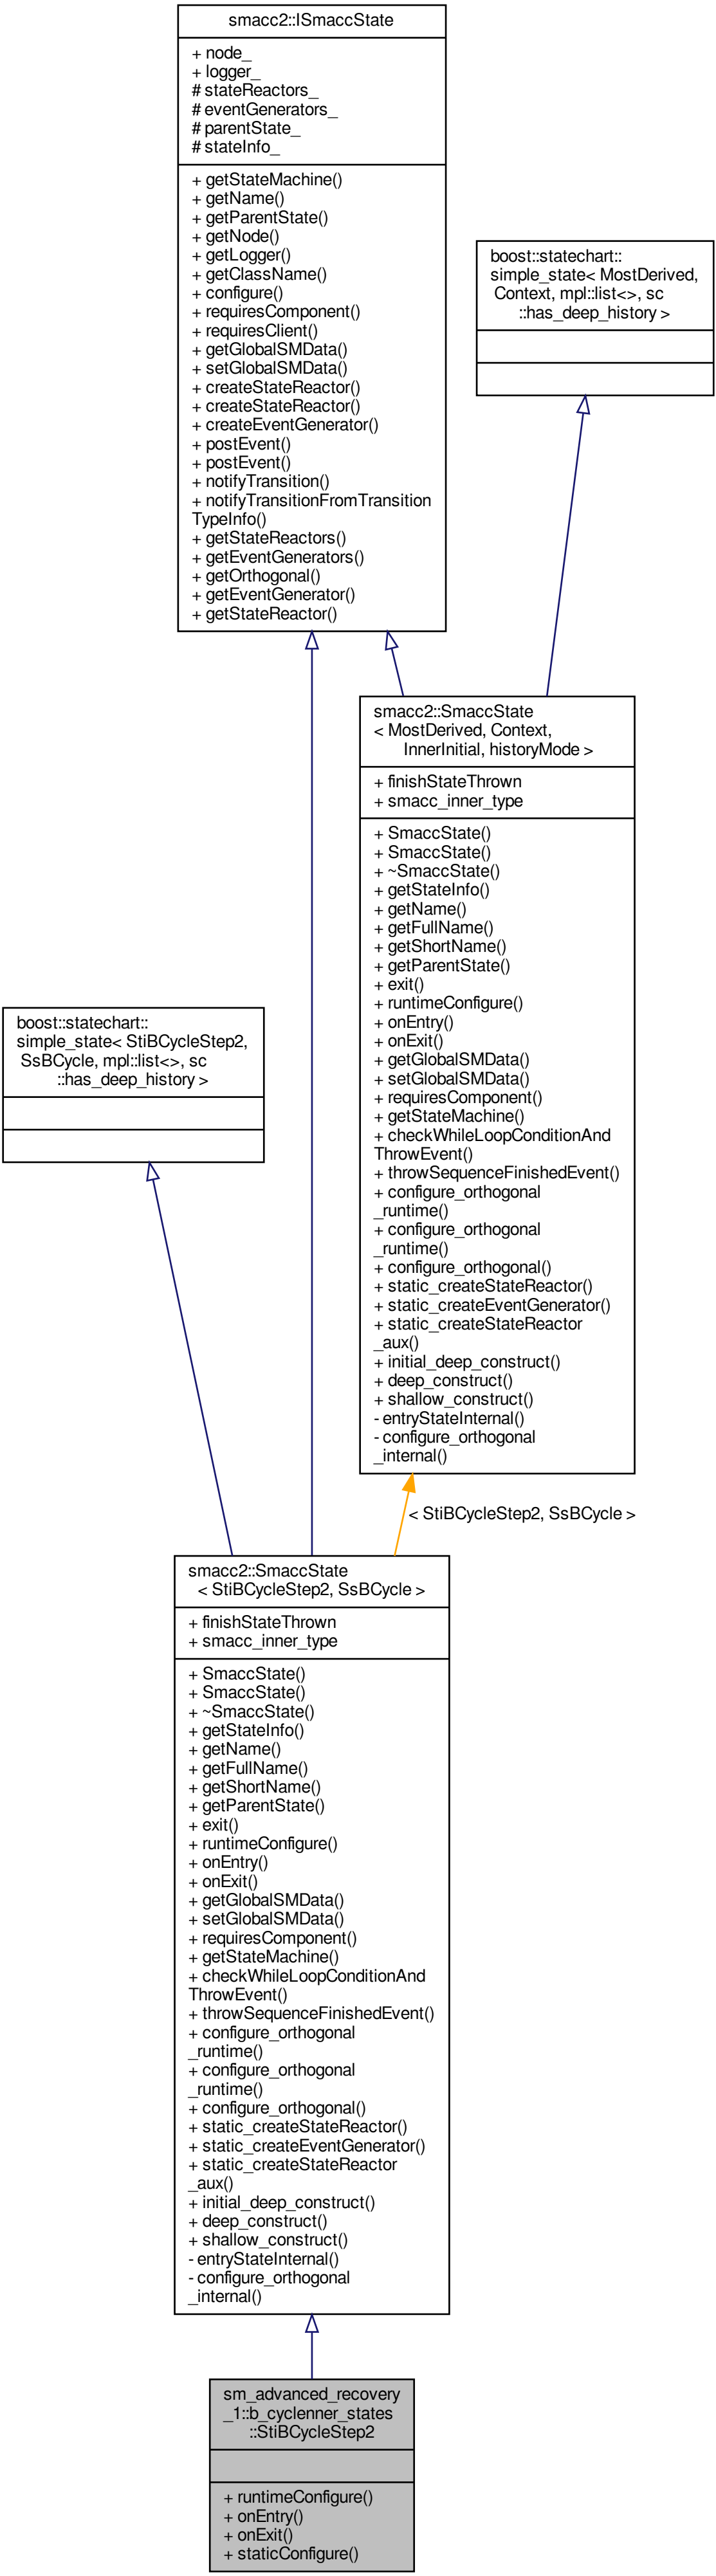 smacc2::ISmaccState
+ node_
+ logger_
# stateReactors_
# eventGenerators_
# parentState_
# stateInfo_
+ getStateMachine()
+ getName()
+ getParentState()
+ getNode()
+ getLogger()
+ getClassName()
+ configure()
+ requiresComponent()
+ requiresClient()
+ getGlobalSMData()
+ setGlobalSMData()
+ createStateReactor()
+ createStateReactor()
+ createEventGenerator()
+ postEvent()
+ postEvent()
+ notifyTransition()
+ notifyTransitionFromTransition
TypeInfo()
+ getStateReactors()
+ getEventGenerators()
+ getOrthogonal()
+ getEventGenerator()
+ getStateReactor()
boost::statechart::
simple_state< MostDerived,
Context, mpl::list<>, sc
::has_deep_history >
smacc2::SmaccState
< MostDerived, Context,
InnerInitial, historyMode >
+ finishStateThrown
+ smacc_inner_type
+ SmaccState()
+ SmaccState()
+ ~SmaccState()
+ getStateInfo()
+ getName()
+ getFullName()
+ getShortName()
+ getParentState()
+ exit()
+ runtimeConfigure()
+ onEntry()
+ onExit()
+ getGlobalSMData()
+ setGlobalSMData()
+ requiresComponent()
+ getStateMachine()
+ checkWhileLoopConditionAnd
ThrowEvent()
+ throwSequenceFinishedEvent()
+ configure_orthogonal
_runtime()
+ configure_orthogonal
_runtime()
+ configure_orthogonal()
+ static_createStateReactor()
+ static_createEventGenerator()
+ static_createStateReactor
_aux()
+ initial_deep_construct()
+ deep_construct()
+ shallow_construct()
- entryStateInternal()
- configure_orthogonal
_internal()
boost::statechart::
simple_state< StiBCycleStep2,
SsBCycle, mpl::list<>, sc
::has_deep_history >
< StiBCycleStep2, SsBCycle >
smacc2::SmaccState
< StiBCycleStep2, SsBCycle >
+ finishStateThrown
+ smacc_inner_type
+ SmaccState()
+ SmaccState()
+ ~SmaccState()
+ getStateInfo()
+ getName()
+ getFullName()
+ getShortName()
+ getParentState()
+ exit()
+ runtimeConfigure()
+ onEntry()
+ onExit()
+ getGlobalSMData()
+ setGlobalSMData()
+ requiresComponent()
+ getStateMachine()
+ checkWhileLoopConditionAnd
ThrowEvent()
+ throwSequenceFinishedEvent()
+ configure_orthogonal
_runtime()
+ configure_orthogonal
_runtime()
+ configure_orthogonal()
+ static_createStateReactor()
+ static_createEventGenerator()
+ static_createStateReactor
_aux()
+ initial_deep_construct()
+ deep_construct()
+ shallow_construct()
- entryStateInternal()
- configure_orthogonal
_internal()
sm_advanced_recovery
_1::b_cyclenner_states
::StiBCycleStep2
+ runtimeConfigure()
+ onEntry()
+ onExit()
+ staticConfigure()